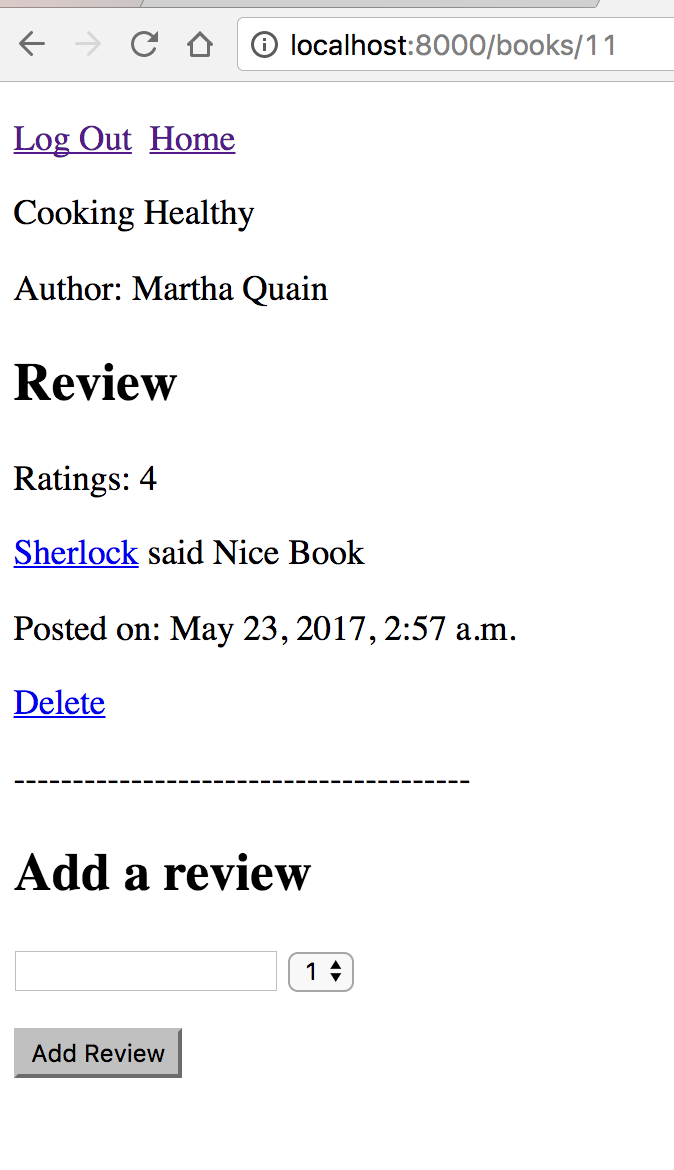 localhost:8000/books/11
Log Out Home
Cooking Healthy
Author: Martha Quain
Review
Ratings: 4
Sherlock said Nice Book
Posted on: May 23, 2017, 2:57 a.m.
Delete
---------------------------------------
Add a review
1
Add Review